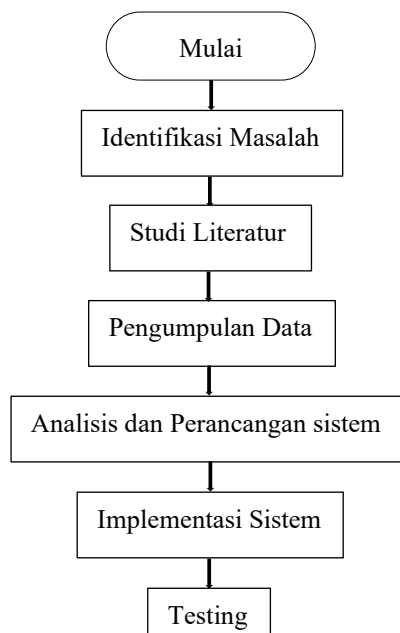 Mulai
Identifikasi Masalah
Studi Literatur
Pengumpulan Data
Analisis dan Perancangan sistem
Implementasi Sistem
Testing